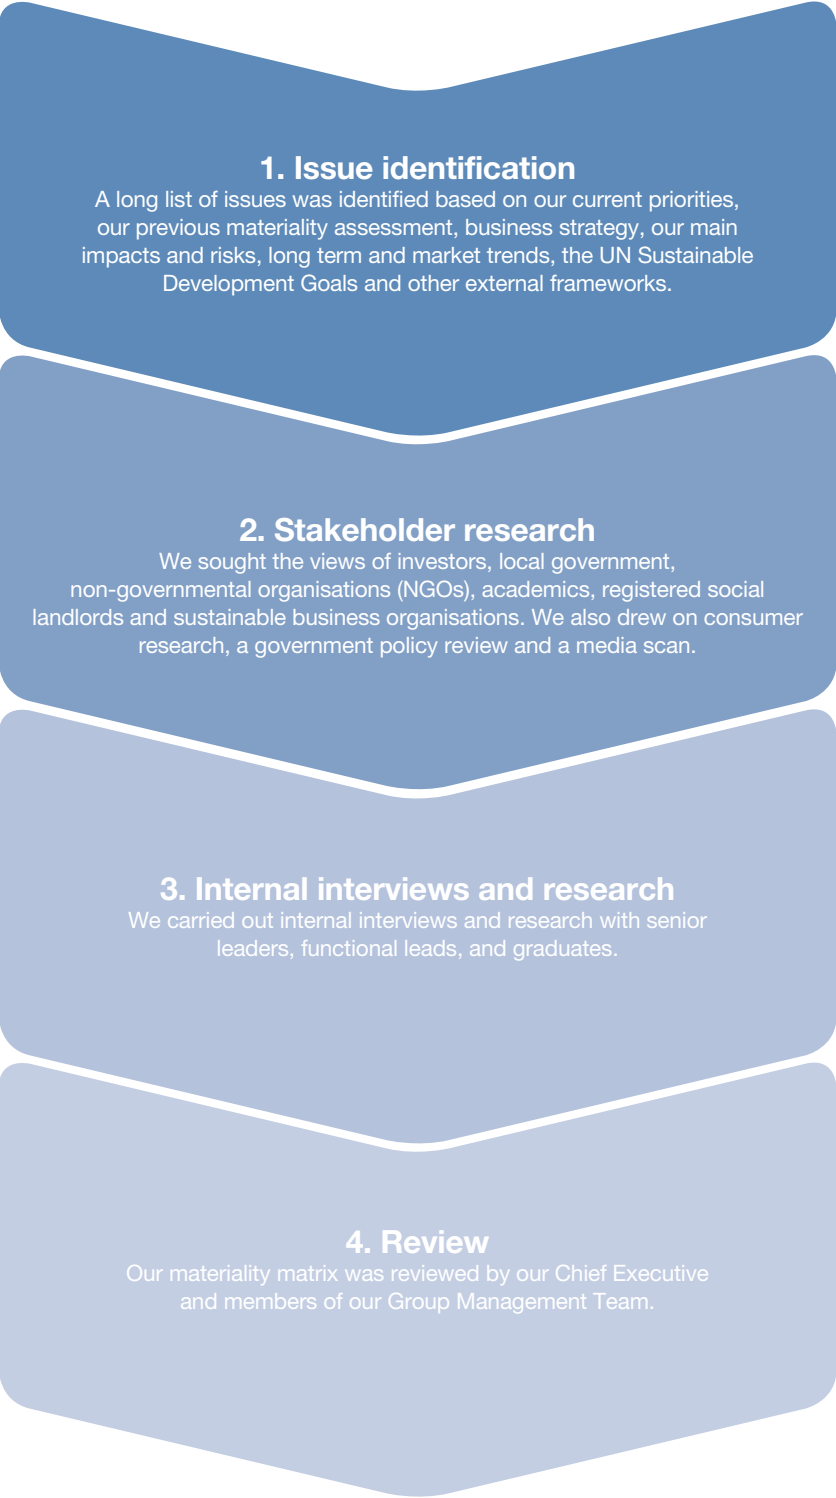 1. Issue identification
A long list of issues was identified based on our current priorities,
our previous materiality assessment, business strategy, our main
impacts and risks, long term and market trends, the UN Sustainable
Development Goals and other external frameworks.
2. Stakeholder research
We sought the views of investors, local government,
non-governmental organisations (NGOs), academics, registered social
landlords and sustainable business organisations. We also drew on consumer
research, a government policy review and a media scan.
3. Internal interviews and research
We carried out internal interviews and research with senior
leaders, functional leads, and graduates.
4. Review
Our materiality matrix was reviewed by our Chief Executive
and members of our Group Management Team.